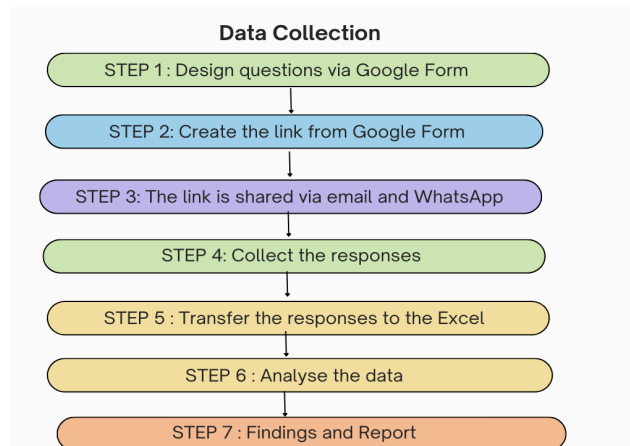 Data Collection
STEP 1 : Design questions via Google Form
STEP 2: Create the link from Google Form
STEP 3: The link is shared via email and WhatsApp
STEP 4: Collect the responses
STEP 5 : Transfer the responses to the Excel
STEP 6 : Analyse the data
STEP 7 : Findings and Report